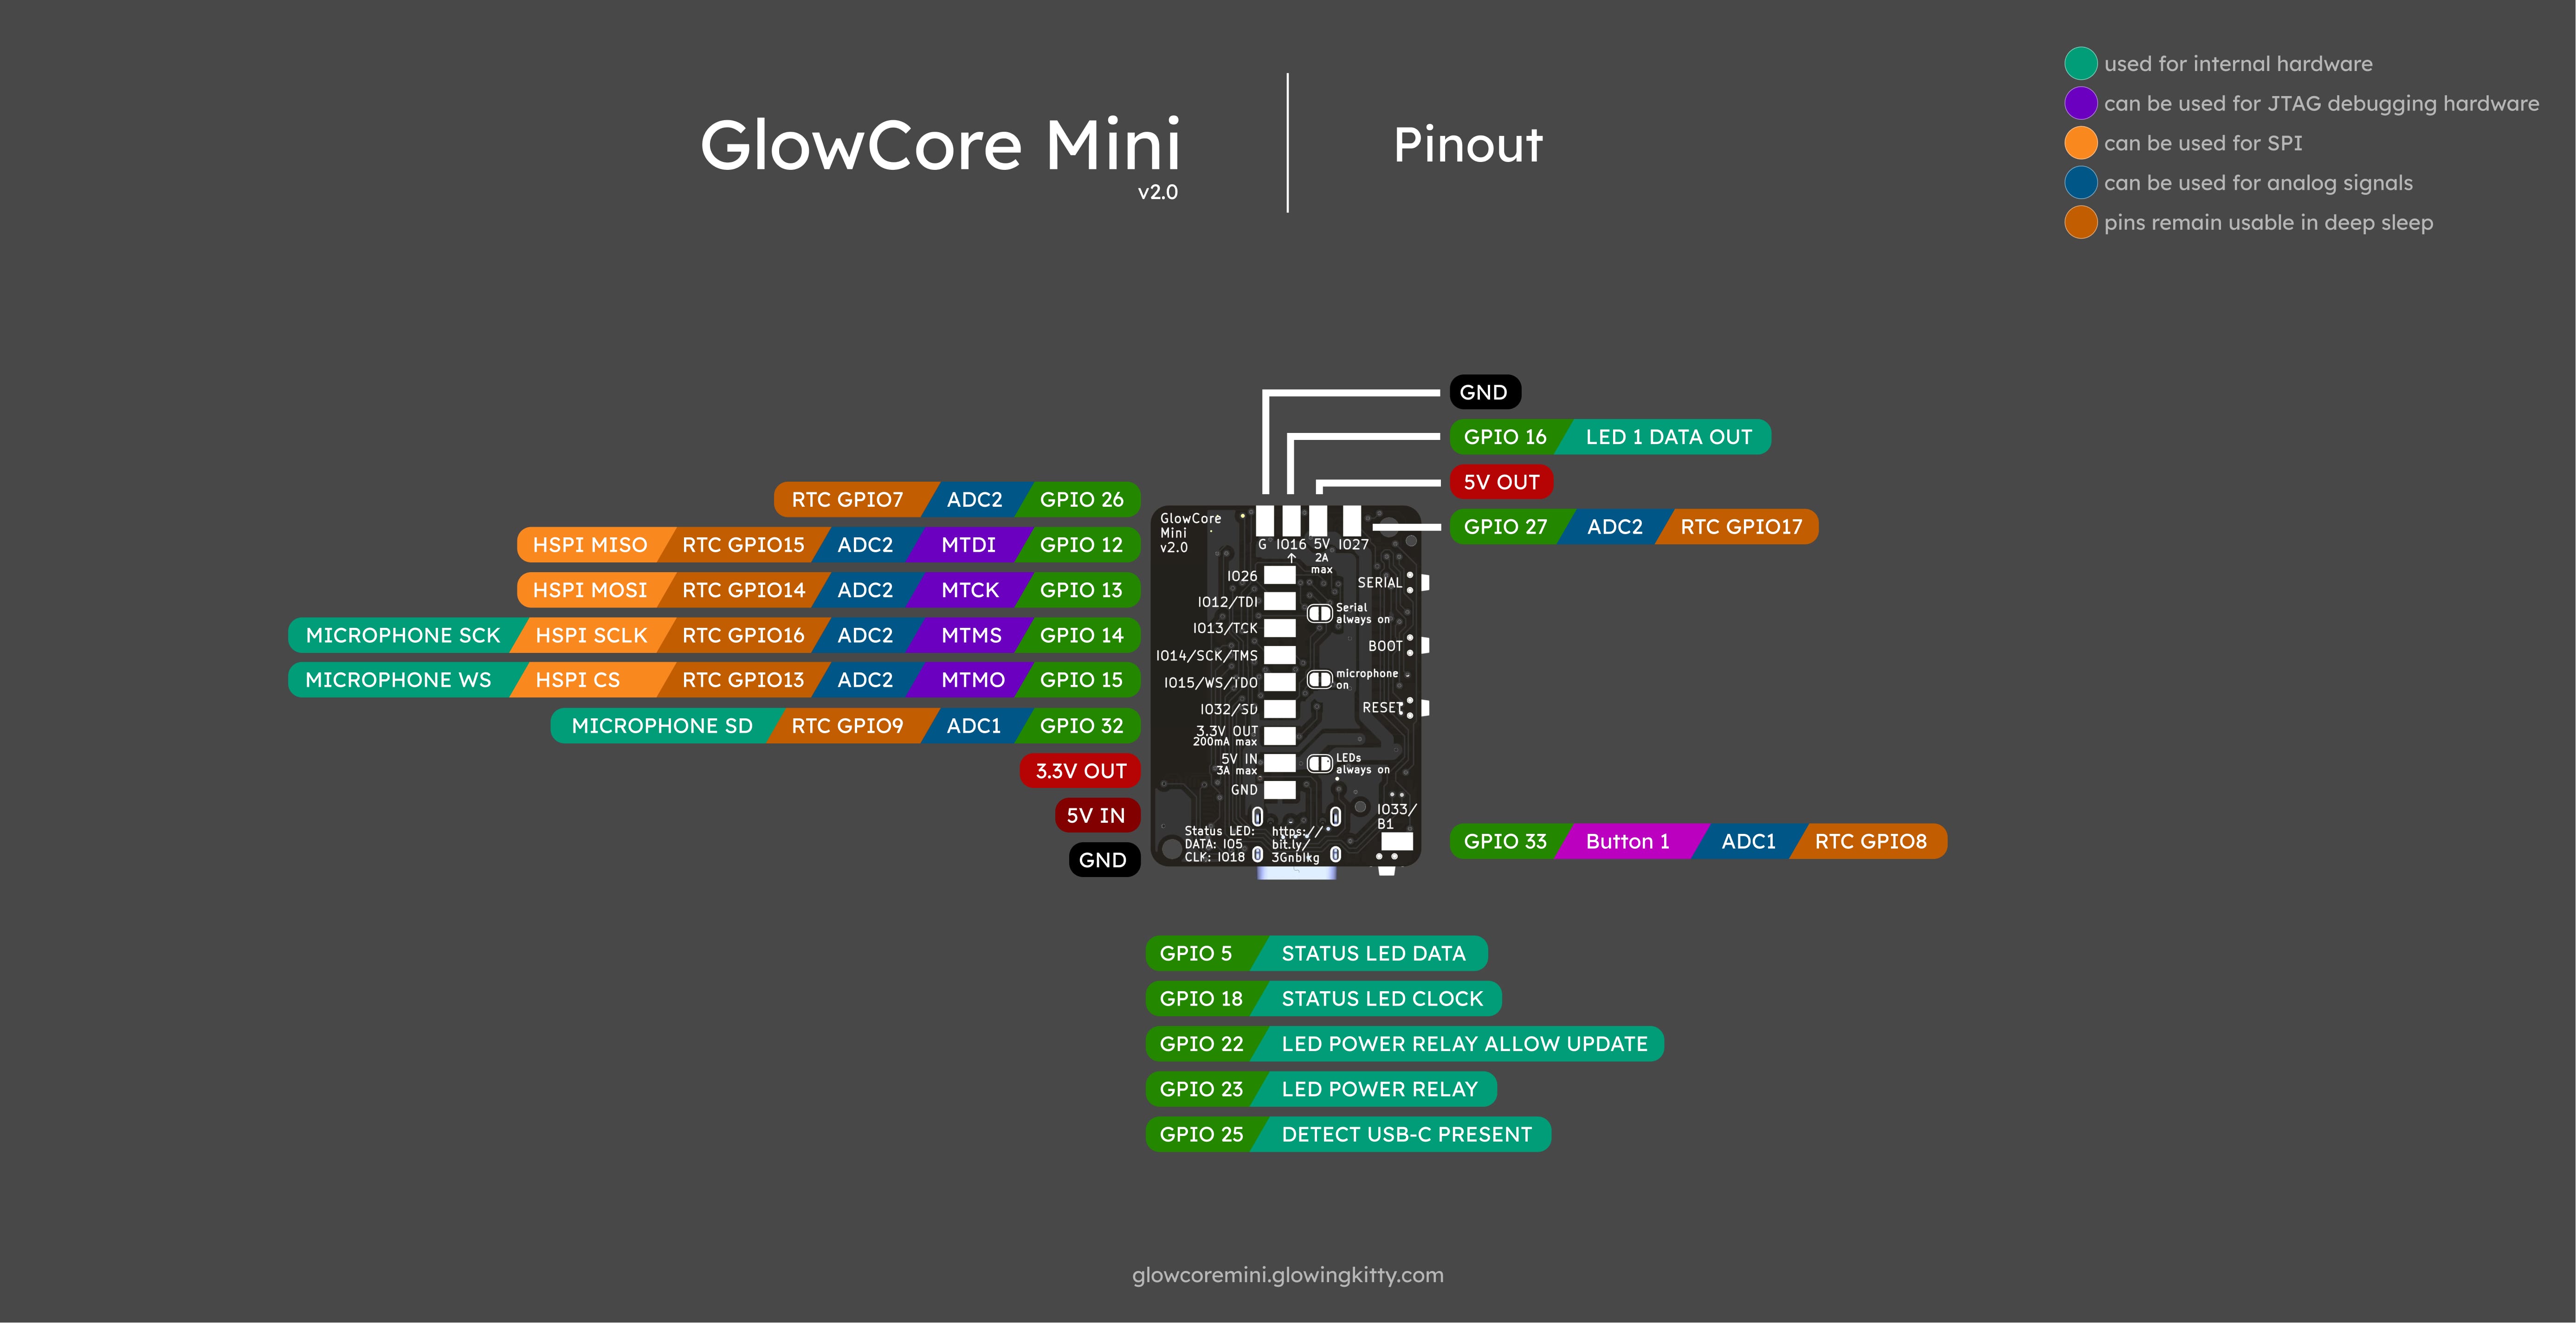 GlowCore Mini
v2.0
Pinout
used for internal hardware
can be used for JTAG debugging hardware
can be used for SPI
can be used for analog signals
pins remain usable in deep sleep
GND
GPIO 16 LED 1 DATA OUT
5V OUT
GPIO 27 ADC2 RTC GPIO17
RTC GPIO7 ADC2 GPIO 26
HSPI MISO RTC GPIO15 ADC2 MTDI GPIO 12
HSPI MOSI RTC GPIO14 ADC2 MTCK GPIO 13
MICROPHONE SCK HSPI SCLK RTC GPIO16 ADC2 MTMS GPIO 14
MICROPHONE WS HSPI CS RTC GPIO13 ADC2 MTMO GPIO 15
MICROPHONE SD RTC GPIO9 ADC1 GPIO 32
3.3V OUT
5V IN
GND
GlowCore
Mini
v2.0
G IO16 5V IO27
2A
max
IO26
IO12/TDI
IO13/TCK
IO14/SCK/TMS
IO15/WS/TDO
IO32/SD
3.3V OUT
200mA max
5V IN
3A max
GND
SERIAL
Serial
always on
BOOT
microphone
on
RESET
LEDs
always on
IO33/
B1
Status LED:
DATA: IO5
CLK: IO18
https://
bit.ly/
3Gnblkg
GPIO 33 Button 1 ADC1 RTC GPIO8
GPIO 5 STATUS LED DATA
GPIO 18 STATUS LED CLOCK
GPIO 22 LED POWER RELAY ALLOW UPDATE
GPIO 23 LED POWER RELAY
GPIO 25 DETECT USB-C PRESENT
glowcoremini.glowingkitty.com